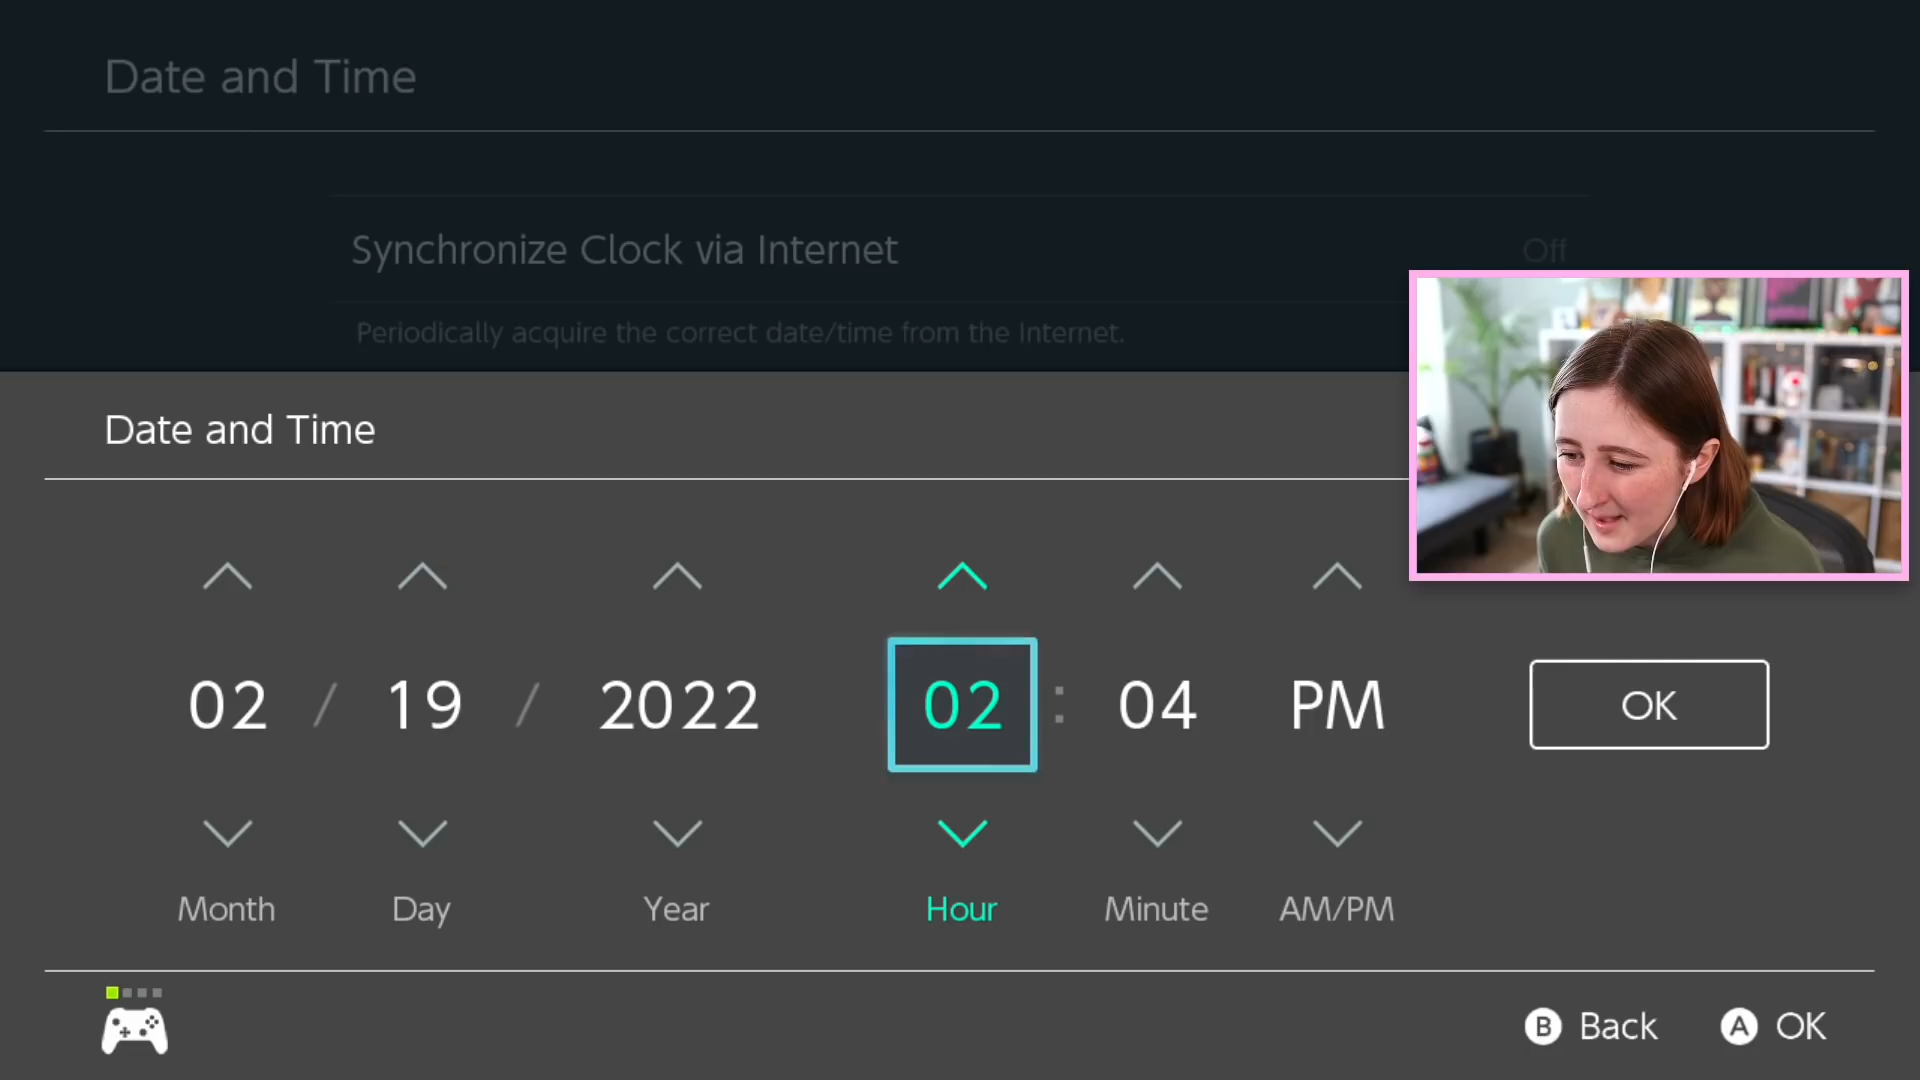 Date and Time
Synchronize Clock via Internet Off
Periodically acquire the correct date/time from the Internet.
Date and Time
02 / 19 / 2022 02 : 04 PM OK
Month Day Year Hour Minute AM/PM
B Back A OK